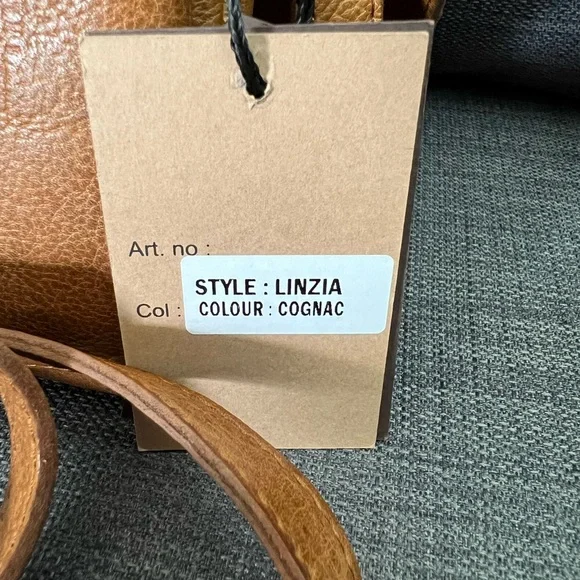 Art. no :
STYLE : LINZIA
Col :
COLOUR : COGNAC